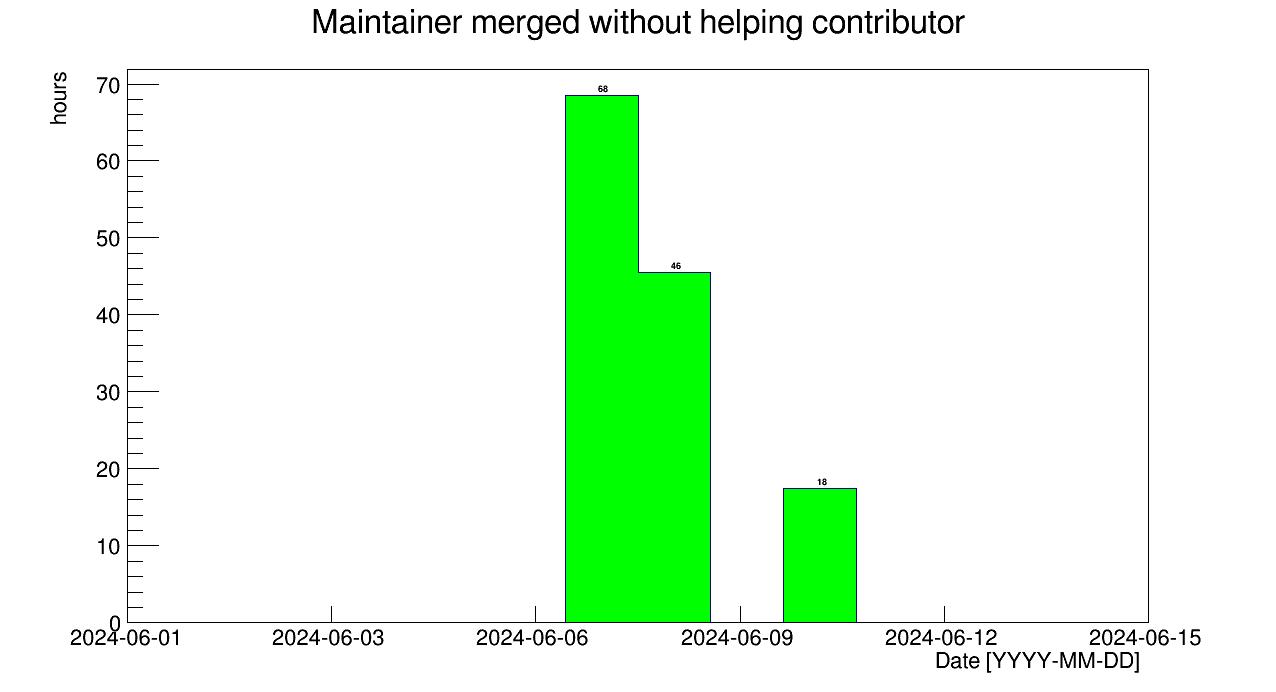 Maintainer merged without helping contributor
hours
70
60
50
40
30
20
10
0
68
46
18
2024-06-01 2024-06-03 2024-06-06 2024-06-09 2024-06-12 2024-06-15
Date [YYYY-MM-DD]